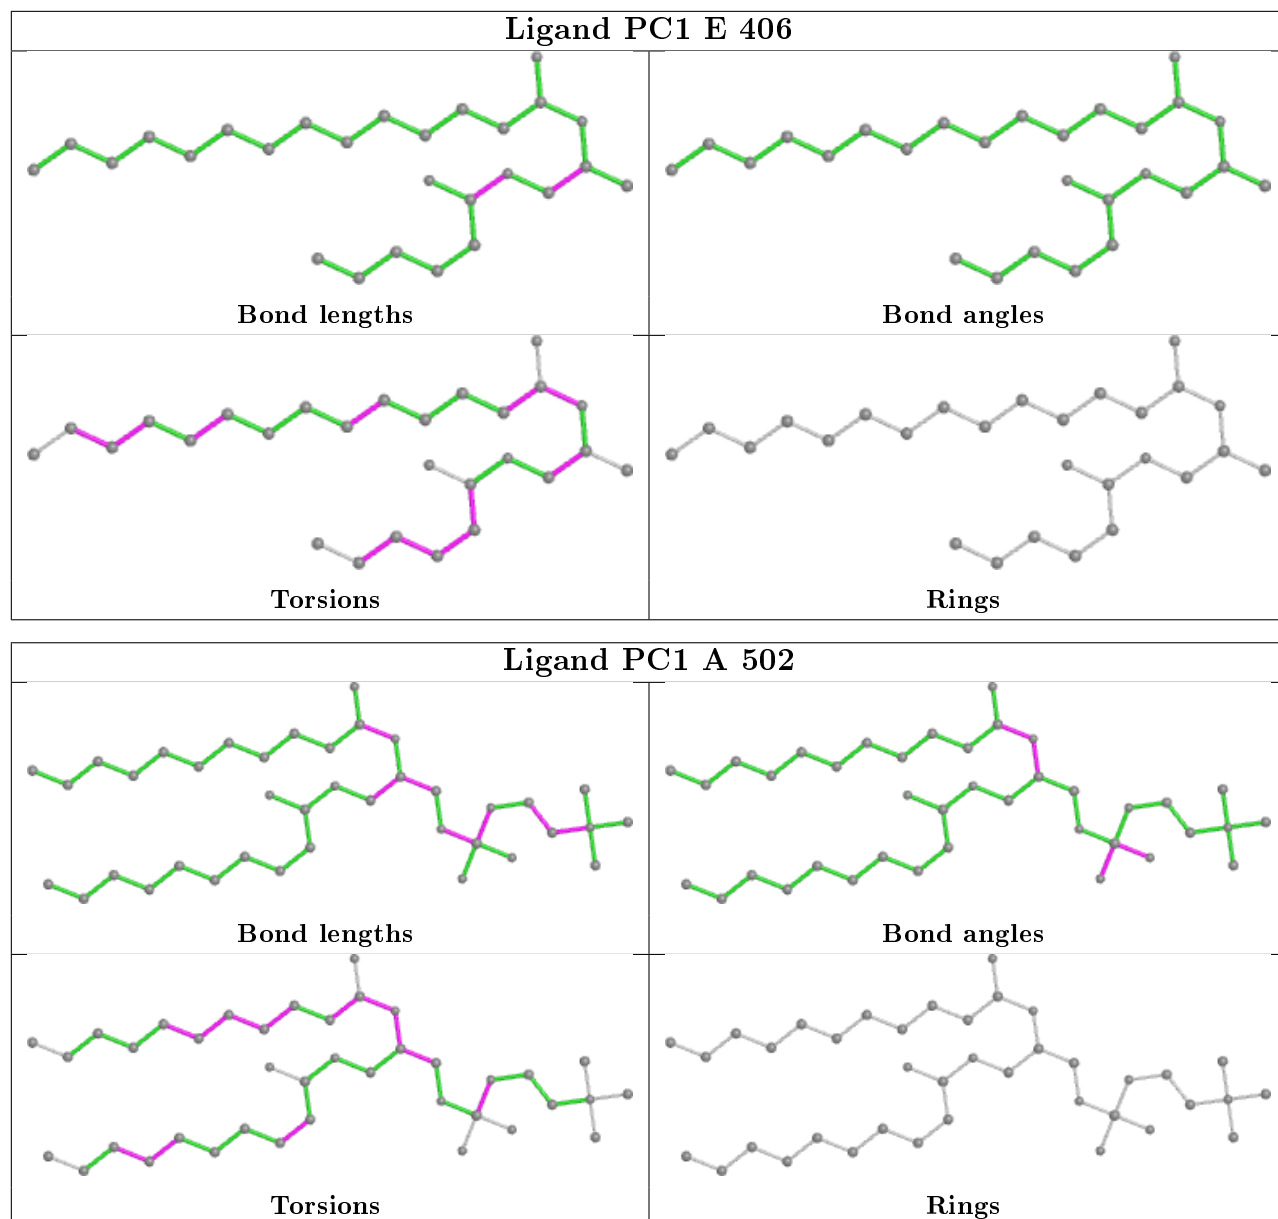 Ligand PC1 E 406
Bond lengths
Bond angles
Torsions
Rings
Ligand PC1 A 502
Bond lengths
Bond angles
Torsions
Rings